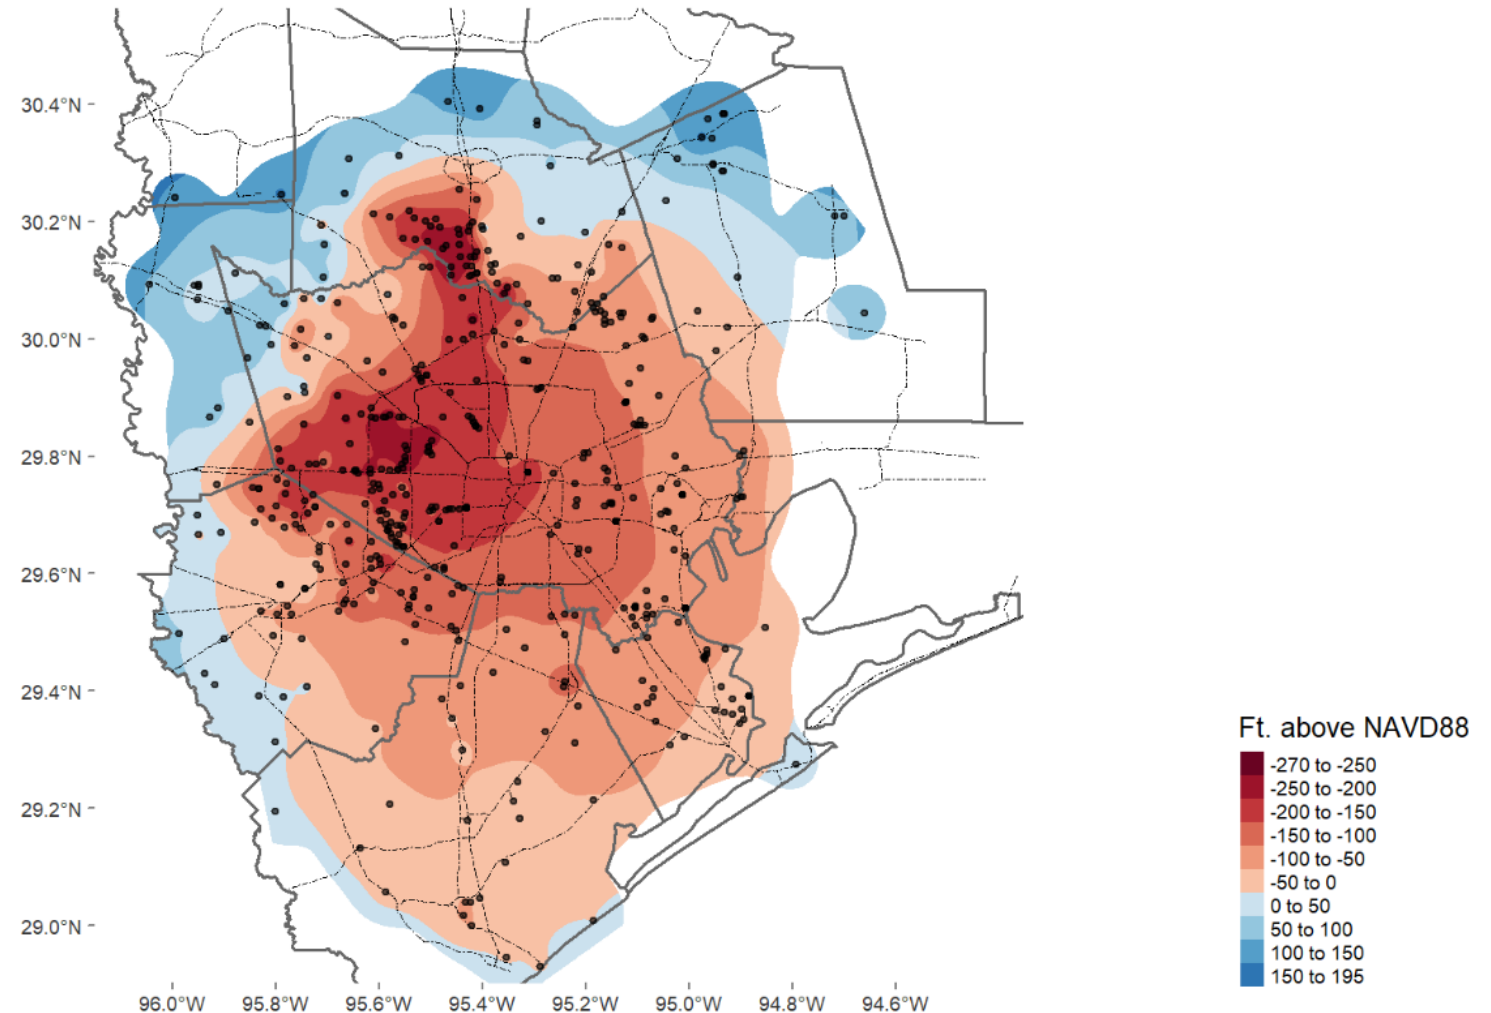 30.4°N
30.2°N
30.0°N
29.8°N
29.6°N
29.4°N
29.2°N
29.0°N
96.0°W 95.8°W 95.6°W 95.4°W 95.2°W 95.0°W 94.8°W 94.6°W
Ft. above NAVD88
-270 to -250
-250 to -200
-200 to -150
-150 to -100
-100 to -50
-50 to 0
0 to 50
50 to 100
100 to 150
150 to 195